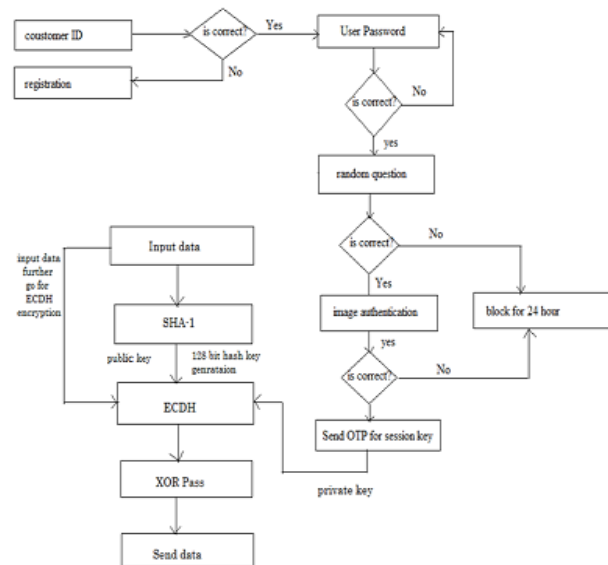 coustomer ID
is correct?
Yes
User Password
No
registration
is correct?
No
yes
random question
is correct?
No
Yes
image authentication
block for 24 hour
yes
is correct?
No
Send OTP for session key
private key
Input data
input data
further
go for
ECDH
encryption
SHA-1
public key
128 bit hash key
genrataion
ECDH
XOR Pass
Send data